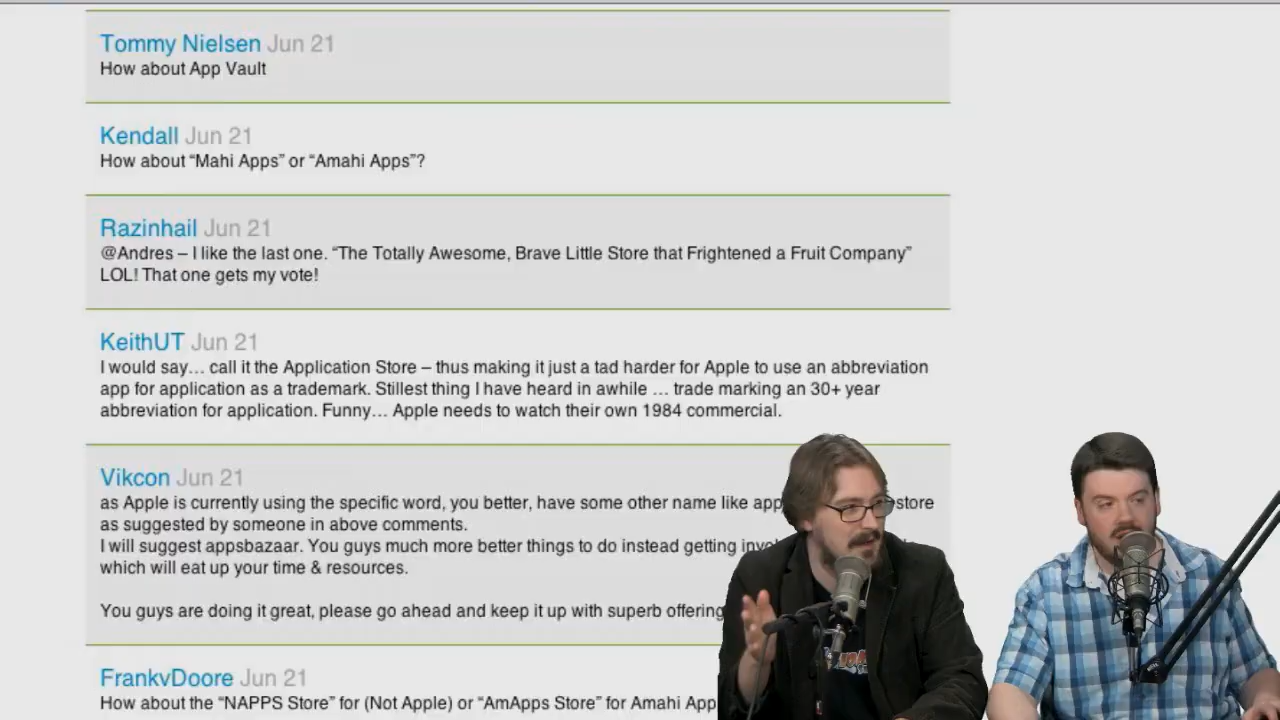 Tommy Nielsen Jun 21
How about App Vault
Kendall Jun 21
How about “Mahi Apps” or “Amahi Apps”?
Razinhail Jun 21
@Andres – I like the last one. “The Totally Awesome, Brave Little Store that Frightened a Fruit Company”
LOL! That one gets my vote!
KeithUT Jun 21
I would say… call it the Application Store – thus making it just a tad harder for Apple to use an abbreviation
app for application as a trademark. Stillest thing I have heard in awhile … trade marking an 30+ year
abbreviation for application. Funny… Apple needs to watch their own 1984 commercial.
Vikcon Jun 21
as Apple is currently using the specific word, you better, have some other name like app store
as suggested by someone in above comments.
I will suggest appsbazaar. You guys much more better things to do instead getting
which will eat up your time & resources.
You guys are doing it great, please go ahead and keep it up with superb offering
FrankvDoore Jun 21
How about the “NAPPS Store” for (Not Apple) or “AmApps Store” for Amahi App